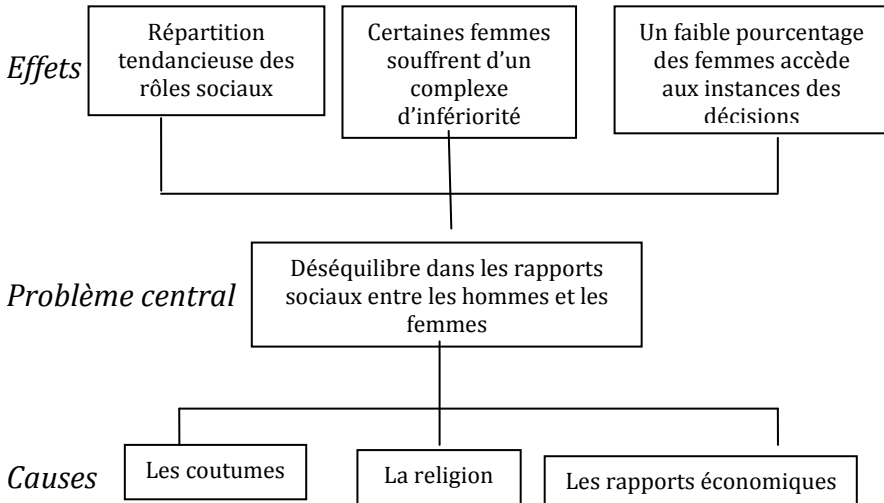 Effets
Répartition
tendancieuse des
rôles sociaux
Certaines femmes
souffrent d’un
complexe
d’infériorité
Un faible pourcentage
des femmes accède
aux instances des
décisions
Problème central
Déséquilibre dans les rapports
sociaux entre les hommes et les
femmes
Causes
Les coutumes
La religion
Les rapports économiques